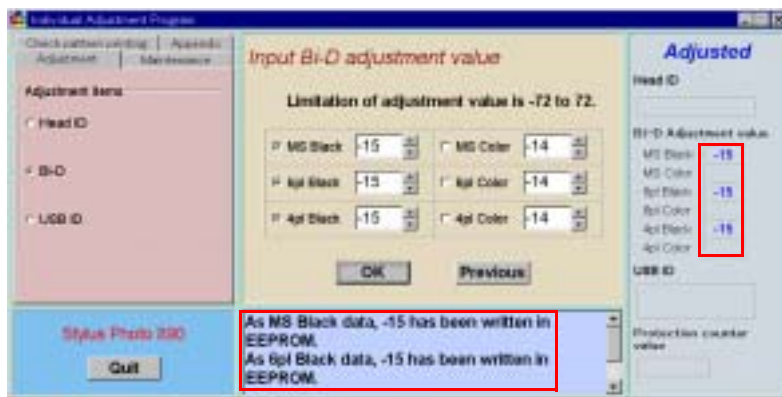 Individual Adjustment Program
Check pattern printing Appendix
Adjustment Maintenance
Adjustment items
Head ID
Bi-D
USB ID
Input Bi-D adjustment value
Limitation of adjustment value is -72 to 72.
MS Black -15 MS Color -14
6pl Black -15 6pl Color -14
4pl Black -15 4pl Color -14
OK Previous
Stylus Photo 890
Quit
As MS Black data, -15 has been written in
EEPROM.
As 6pl Black data, -15 has been written in
EEPROM.
Adjusted
Head ID
Bi-D Adjustment value
MS Black -15
MS Color
6pl Black -15
6pl Color
4pl Black -15
4pl Color
USB ID
Protection counter
value